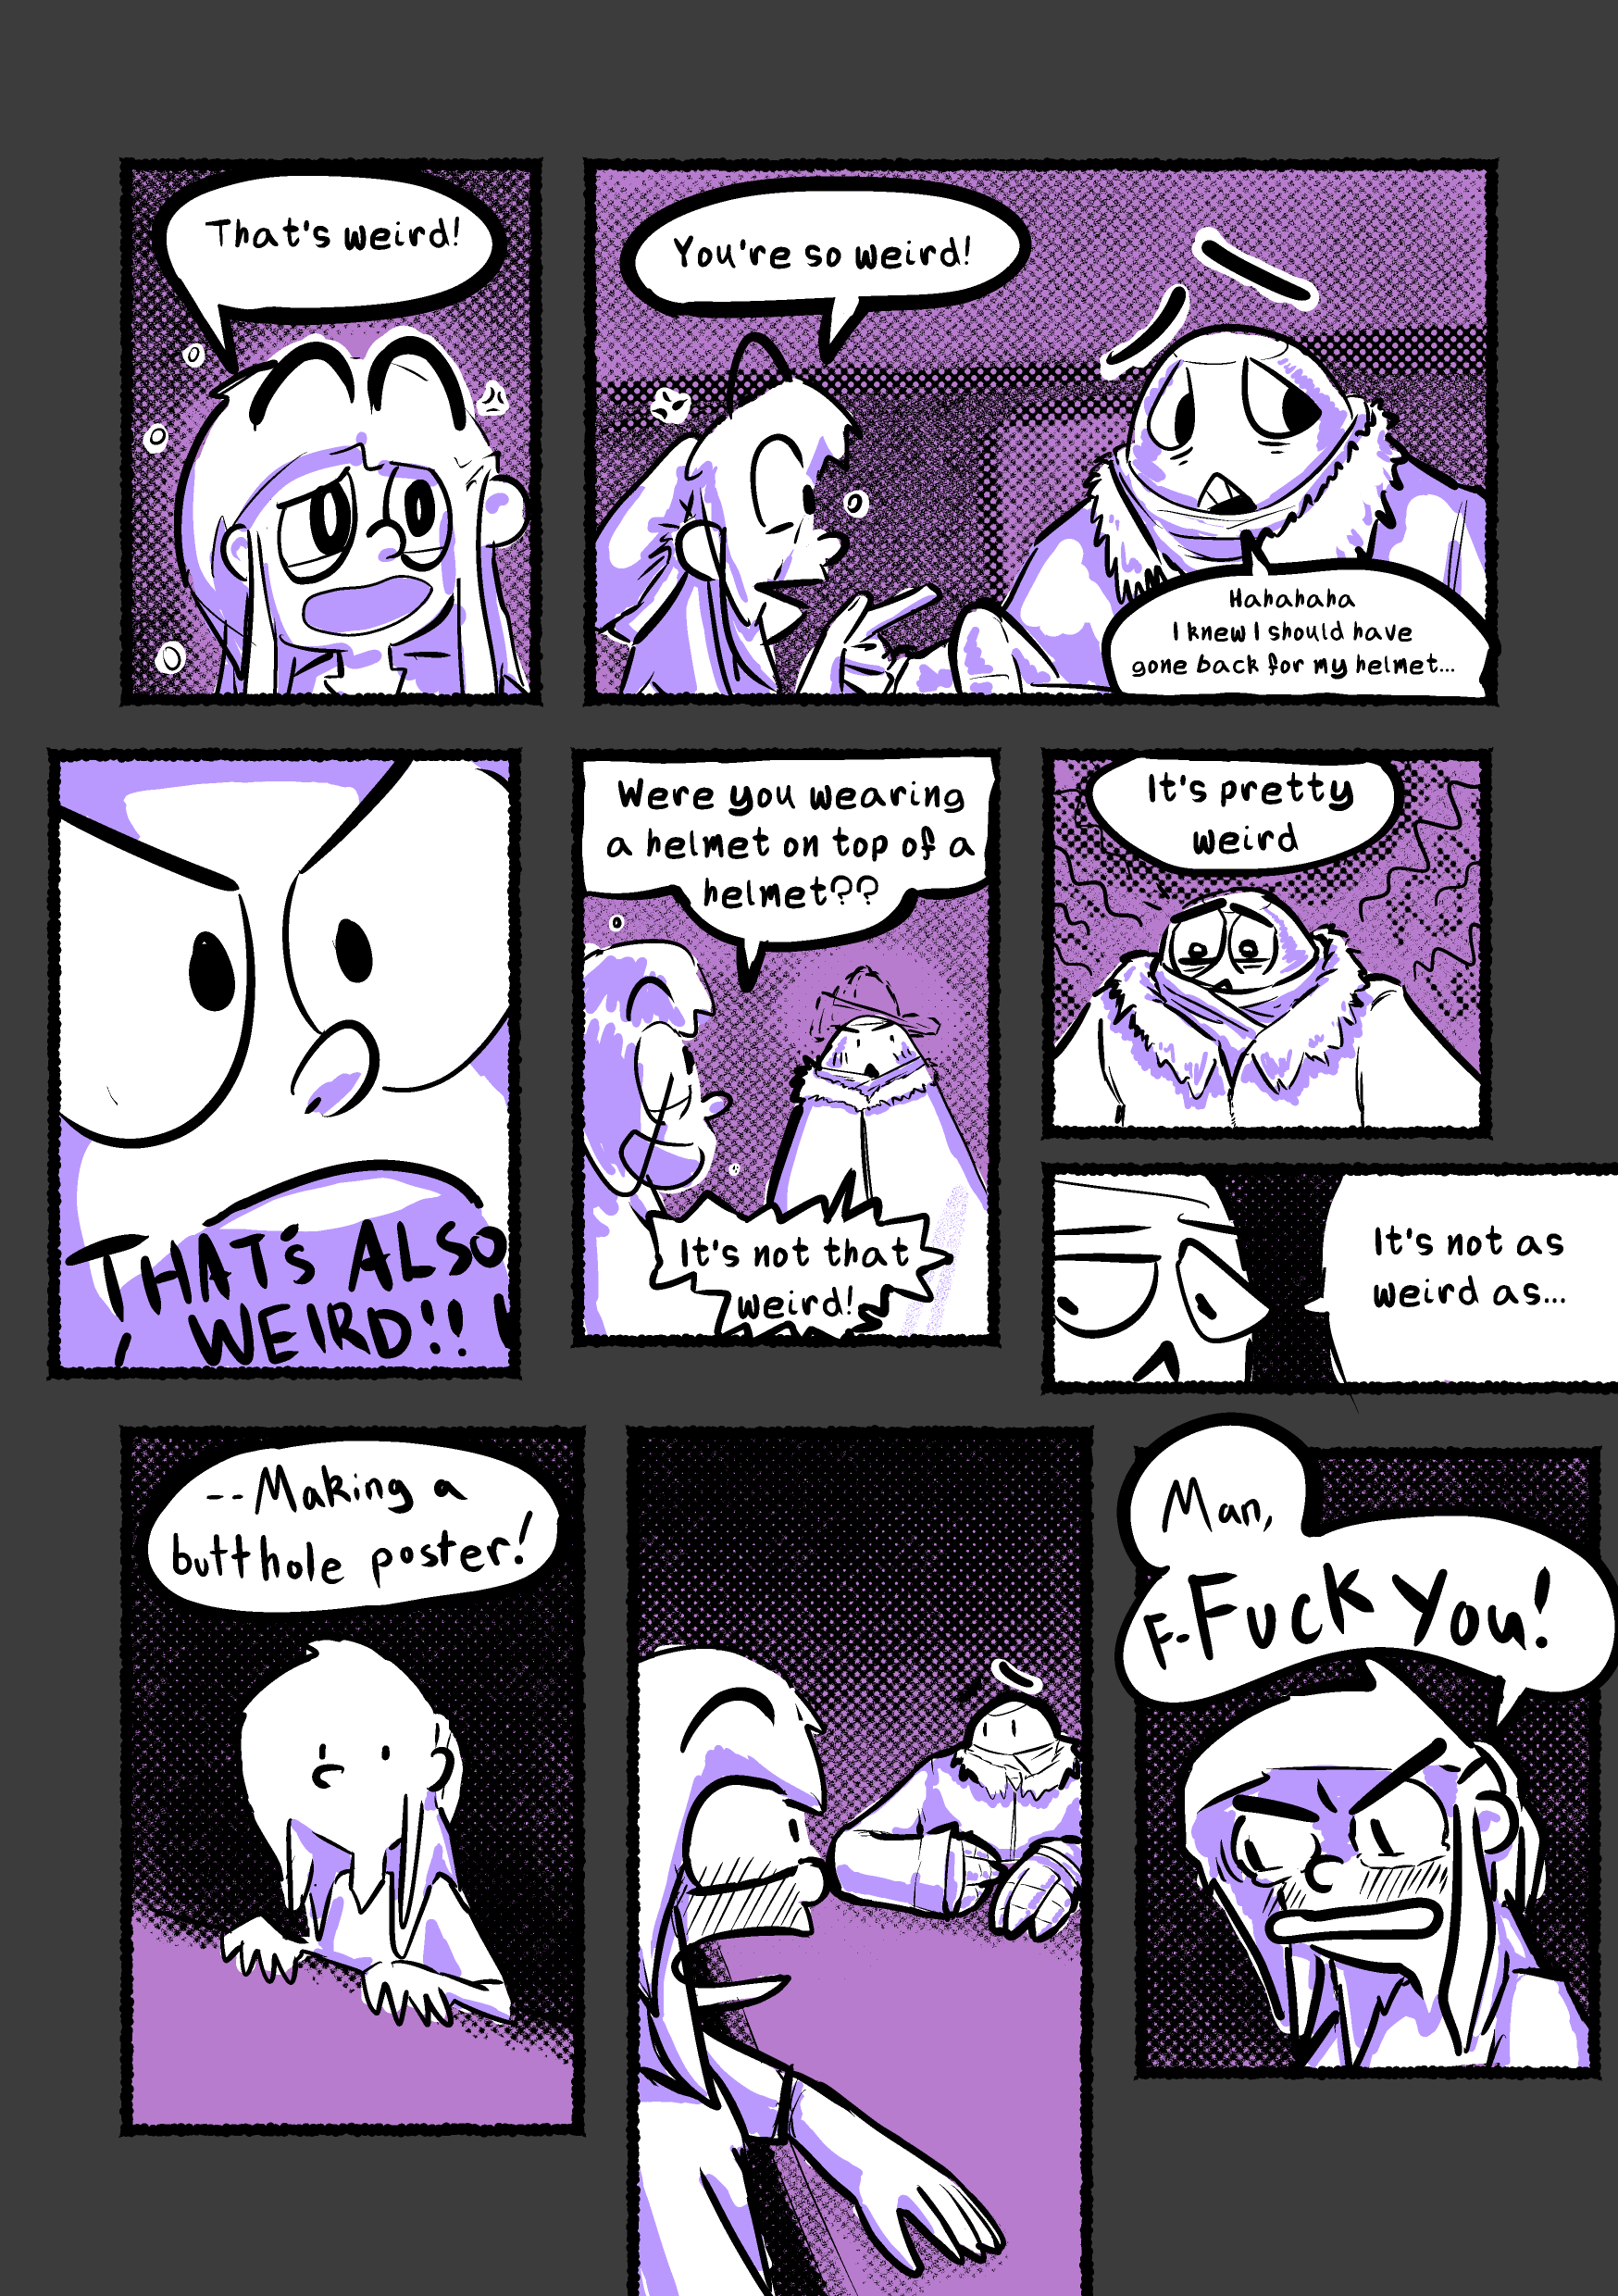 That's weird!
You're so weird!
Hahahaha
I knew I should have
gone back for my helmet...
THAT's ALSO
WEIRD!!
Were you wearing
a helmet on top of a
helmet??
It's not that
weird!
It's pretty
weird
It's not as
weird as...
--Making a
butthole poster!
Man,
F-Fuck You!